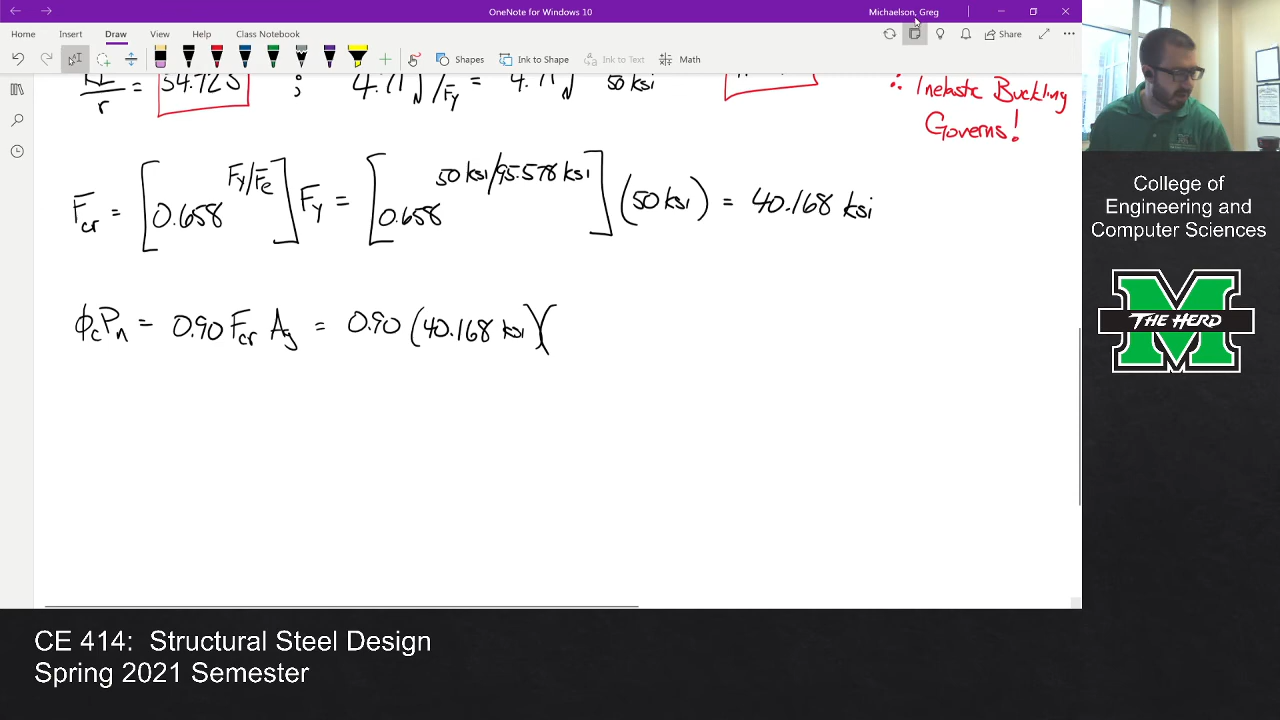 OneNote for Windows 10
Michaelson, Greg
Home Insert Draw View Help Class Notebook
Share
Shapes Ink to Shape Ink to Text Math
r = 54.725 ; 4.71√ /Fy = 4.71√ 50 ksi
∴ Inelastic Buckling
Governs!
Fcr = [0.658^(Fy/Fe)] Fy = [0.658^(50 ksi/95.578 ksi)] (50 ksi) = 40.168 ksi
ϕcPn = 0.90 Fcr Ag = 0.90 (40.168 ksi)(
College of
Engineering and
Computer Sciences
M
THE HERD
CE 414: Structural Steel Design
Spring 2021 Semester